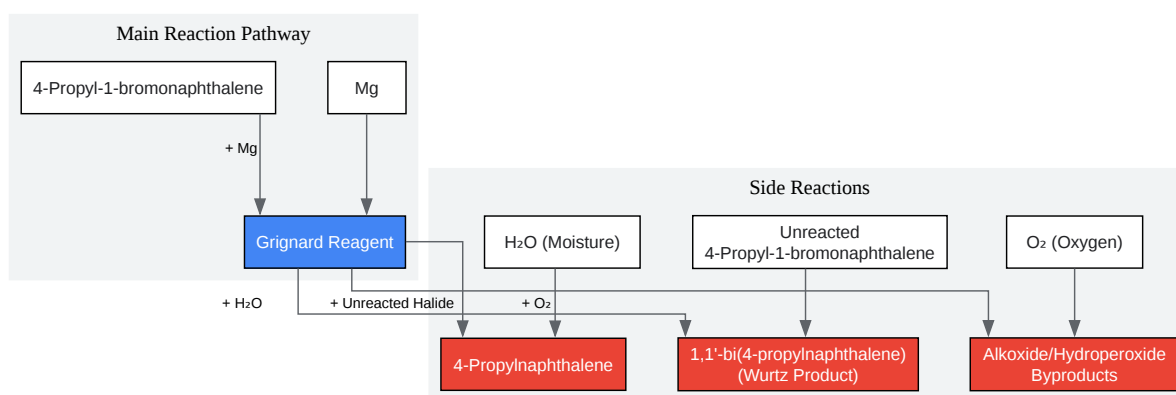 Main Reaction Pathway
4-Propyl-1-bromonaphthalene
Mg
+ Mg
Side Reactions
Grignard Reagent
H₂O (Moisture)
Unreacted
4-Propyl-1-bromonaphthalene
O₂ (Oxygen)
+ H₂O
+ Unreacted Halide
+ O₂
4-Propylnaphthalene
1,1'-bi(4-propylnaphthalene)
(Wurtz Product)
Alkoxide/Hydroperoxide
Byproducts